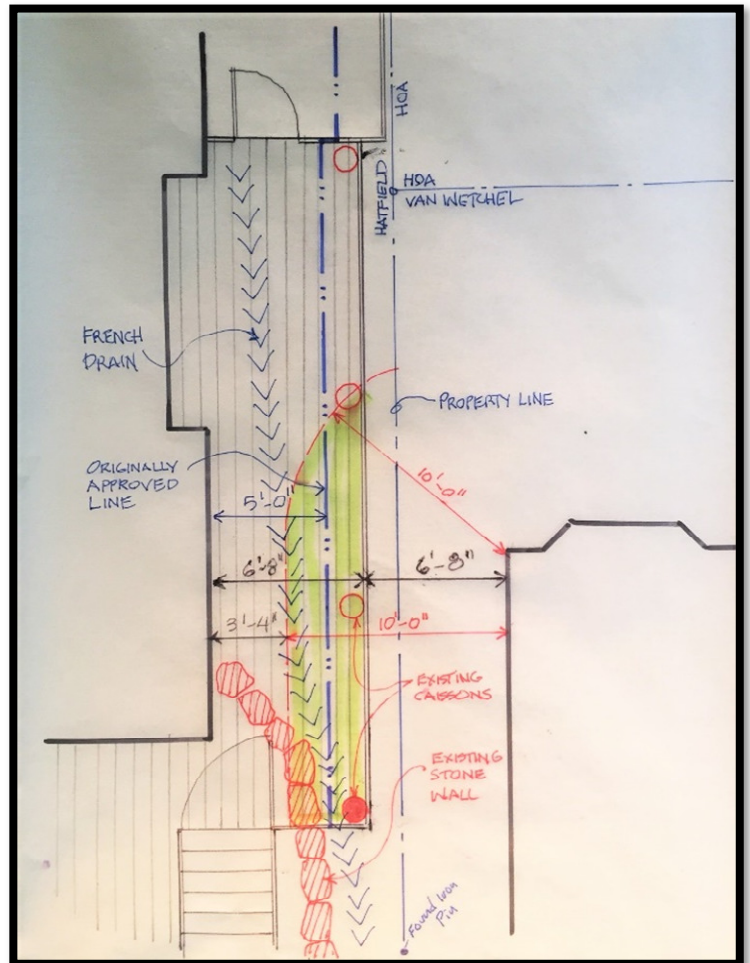 HOA
HATFIELD
HOA
VAN WETCHEL
FRENCH
DRAIN
PROPERTY LINE
ORIGINALLY
APPROVED
LINE
10'-0"
5'-0"
6'-8"
6'-8"
3'-4"
10'-0"
EXISTING
CAISSONS
EXISTING
STONE
WALL
Found Iron
Pin